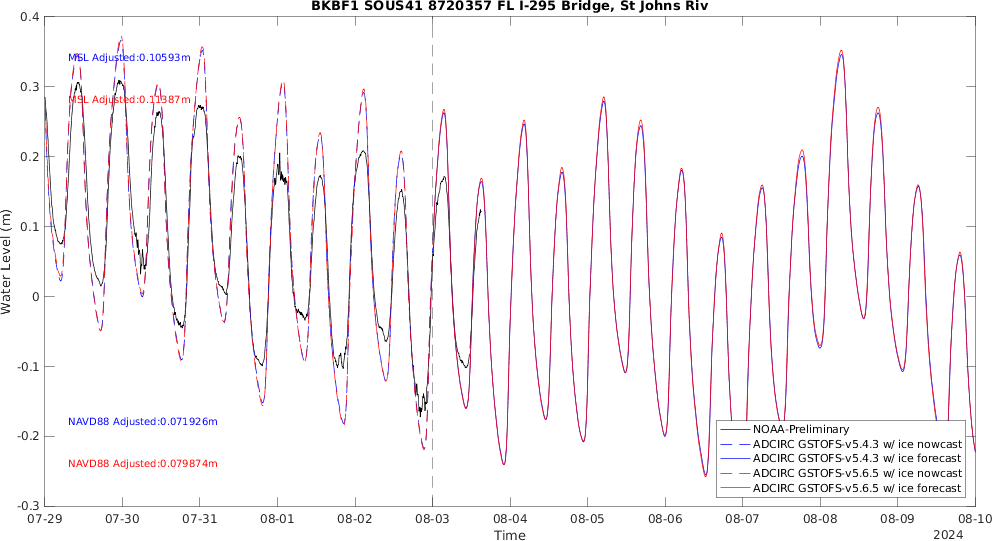 BKBF1 SOUS41 8720357 FL I-295 Bridge, St Johns Riv
0.4
0.3
0.2
0.1
0
-0.1
-0.2
-0.3
Water Level (m)
MSL Adjusted:0.10593m
MSL Adjusted:0.11387m
NAVD88 Adjusted:0.071926m
NAVD88 Adjusted:0.079874m
NOAA-Preliminary
ADCIRC GSTOFS-v5.4.3 w/ ice nowcast
ADCIRC GSTOFS-v5.4.3 w/ ice forecast
ADCIRC GSTOFS-v5.6.5 w/ ice nowcast
ADCIRC GSTOFS-v5.6.5 w/ ice forecast
07-29 07-30 07-31 08-01 08-02 08-03 08-04 08-05 08-06 08-07 08-08 08-09 08-10
Time
2024